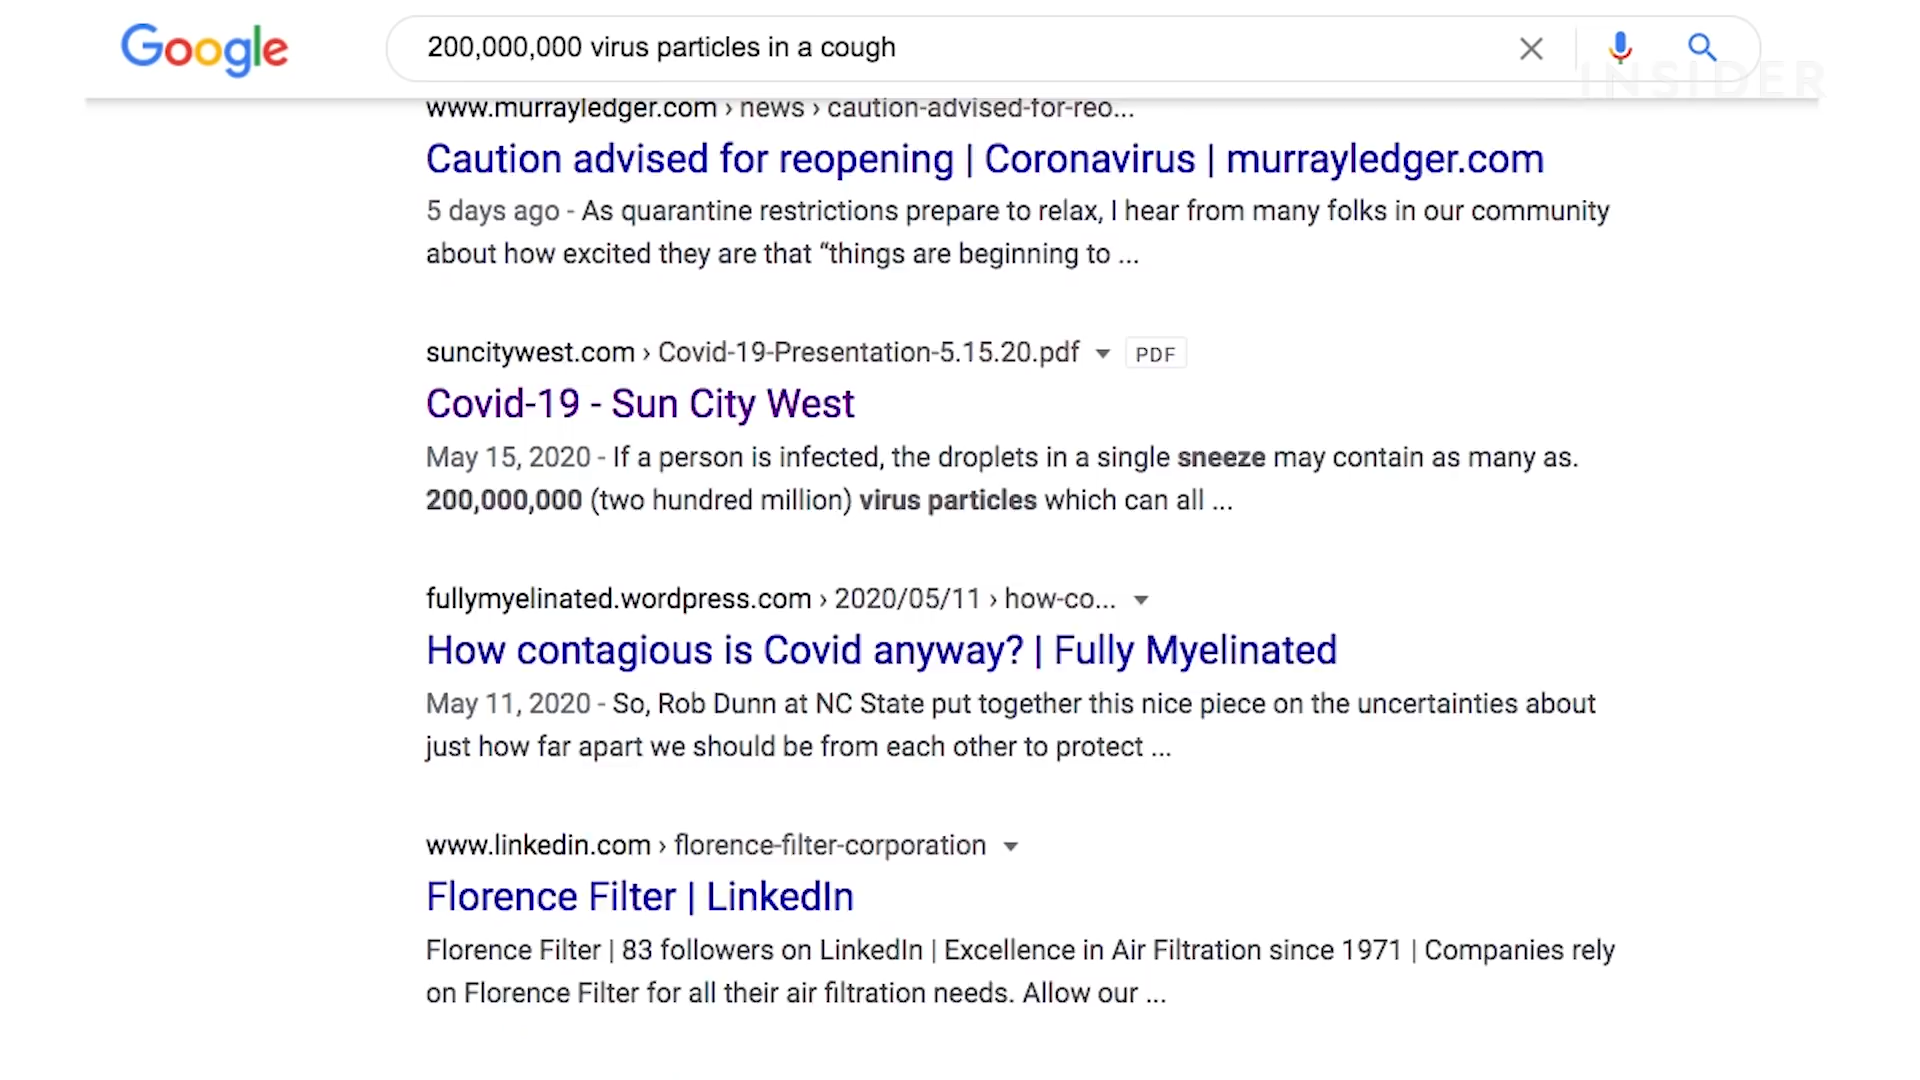 Google
200,000,000 virus particles in a cough
INSIDER
www.murrayledger.com › news › caution-advised-for-reo...
Caution advised for reopening | Coronavirus | murrayledger.com
5 days ago - As quarantine restrictions prepare to relax, I hear from many folks in our community
about how excited they are that “things are beginning to ...
suncitywest.com › Covid-19-Presentation-5.15.20.pdf PDF
Covid-19 - Sun City West
May 15, 2020 - If a person is infected, the droplets in a single sneeze may contain as many as.
200,000,000 (two hundred million) virus particles which can all ...
fullymyelinated.wordpress.com › 2020/05/11 › how-co...
How contagious is Covid anyway? | Fully Myelinated
May 11, 2020 - So, Rob Dunn at NC State put together this nice piece on the uncertainties about
just how far apart we should be from each other to protect ...
www.linkedin.com › florence-filter-corporation
Florence Filter | LinkedIn
Florence Filter | 83 followers on LinkedIn | Excellence in Air Filtration since 1971 | Companies rely
on Florence Filter for all their air filtration needs. Allow our ...